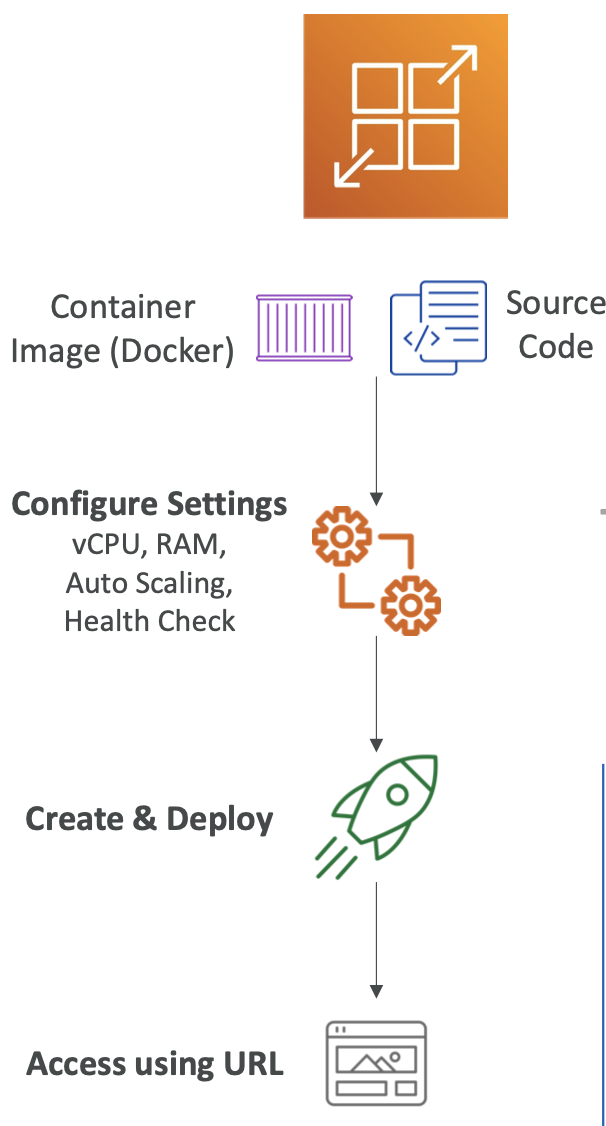 Container
Image (Docker)
Source
Code
</>
Configure Settings
vCPU, RAM,
Auto Scaling,
Health Check
Create & Deploy
Access using URL